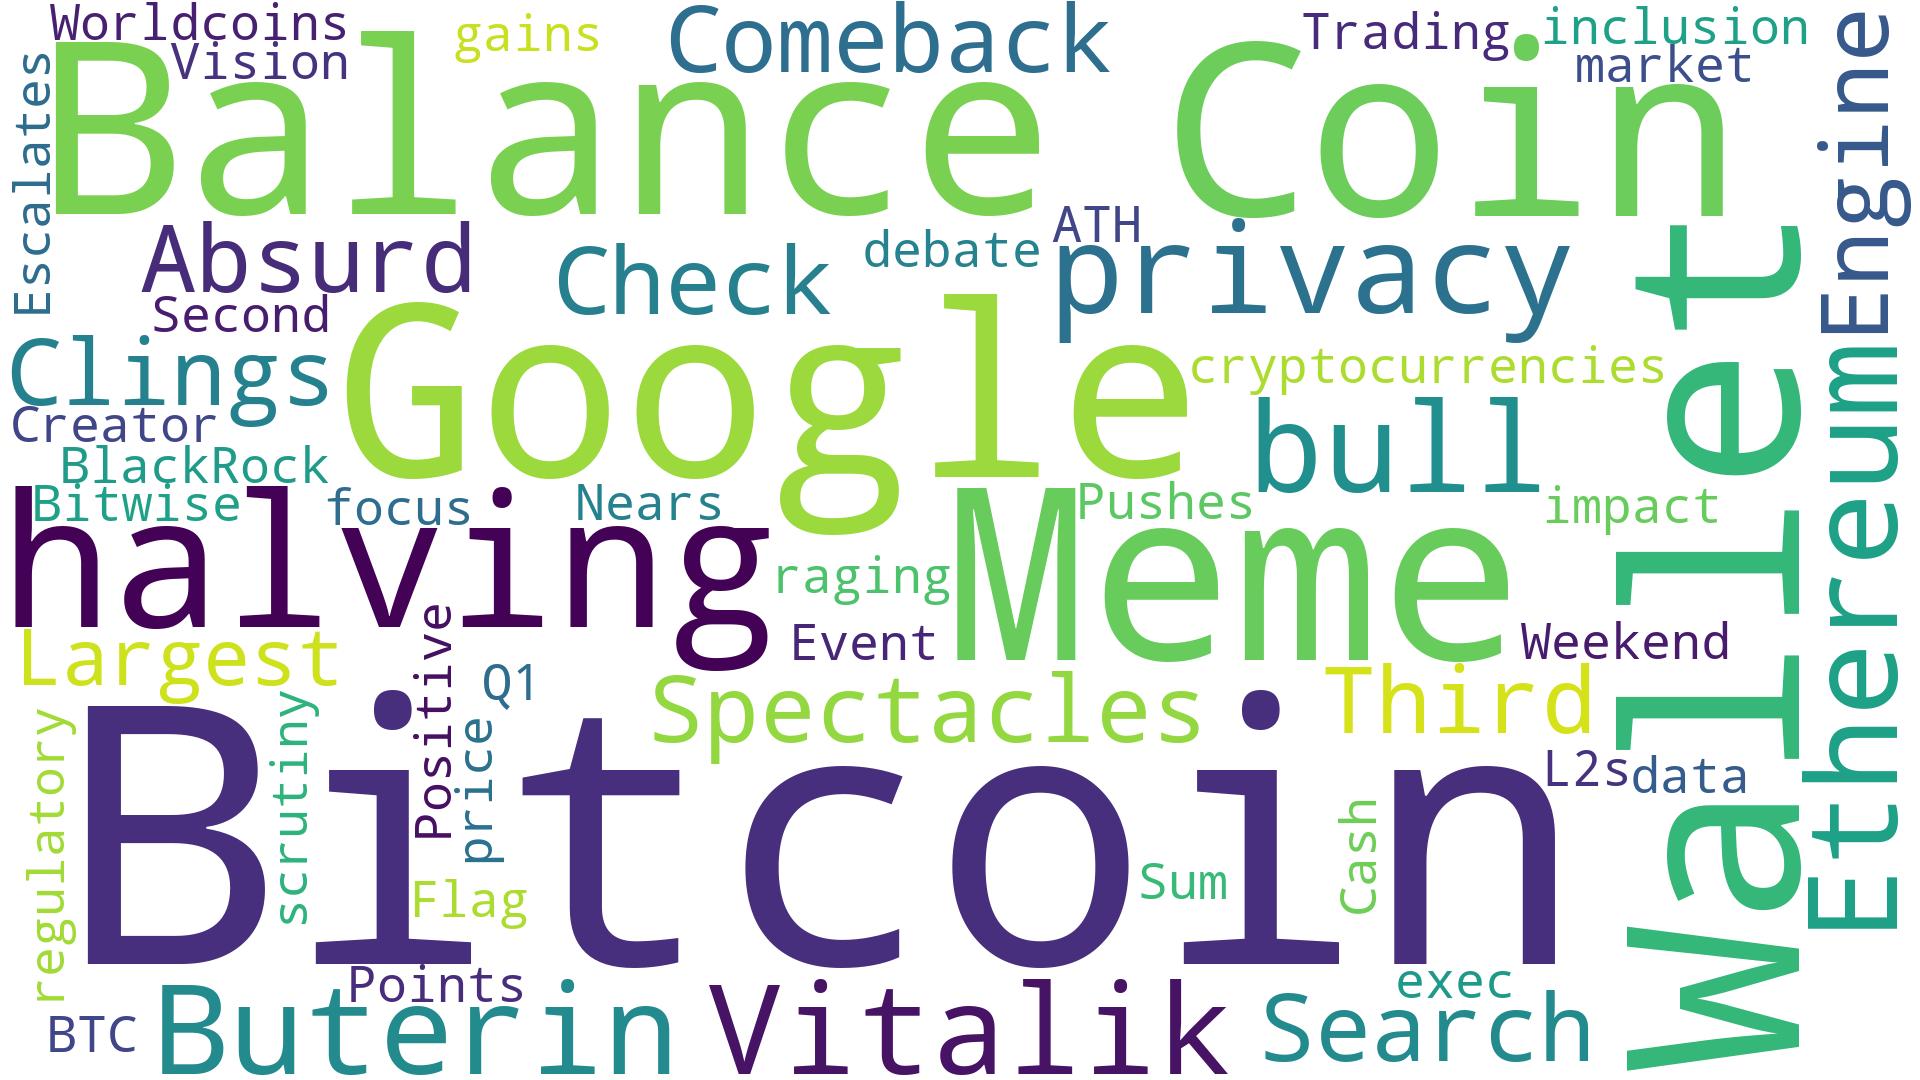 Worldcoins
gains
Comeback
Trading
inclusion
Vision
market
Balance
Coin
Escalates
Engine
Absurd
Check
debate
ATH
privacy
Second
Clings
Google
cryptocurrencies
Wallet
Ethereum
Creator
bull
BlackRock
Bitwise
focus
Nears
Pushes
impact
halving
raging
Meme
Largest
Positive
Event
Weekend
Q1
Spectacles
Third
regulatory
scrutiny
price
Bitcoin
L2s
data
Flag
Sum
Cash
Points
exec
BTC
Buterin
Vitalik
Search